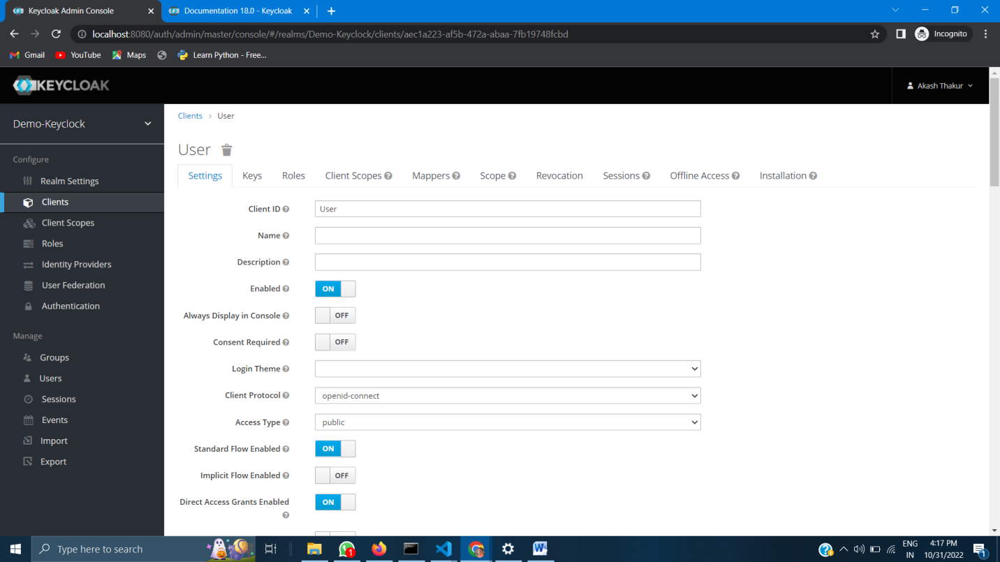 Keycloak Admin Console
Documentation 18.0 - Keycloak
localhost:8080/auth/admin/master/console/#/realms/Demo-Keyclock/clients/aec1a223-af5b-472a-abaa-7fb19748fcbd
Incognito
Gmail
YouTube
Maps
Learn Python - Free...
KEYCLOAK
Akash Thakur
Demo-Keyclock
Configure
Realm Settings
Clients
Client Scopes
Roles
Identity Providers
User Federation
Authentication
Manage
Groups
Users
Sessions
Events
Import
Export
Clients > User
User
Settings Keys Roles Client Scopes Mappers Scope Revocation Sessions Offline Access Installation
Client ID User
Name
Description
Enabled ON
Always Display in Console OFF
Consent Required OFF
Login Theme
Client Protocol openid-connect
Access Type public
Standard Flow Enabled ON
Implicit Flow Enabled OFF
Direct Access Grants Enabled ON
Type here to search
1
ENG
IN
4:17 PM
10/31/2022
1